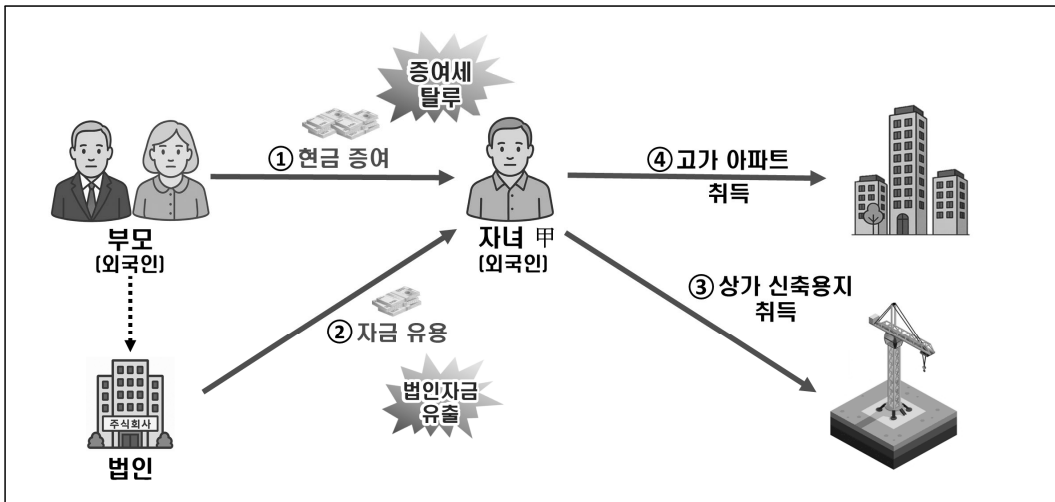 증여세
탈루
① 현금 증여
④ 고가 아파트
취득
부모
(외국인)
자녀 甲
(외국인)
③ 상가 신축용지
취득
② 자금 유용
법인자금
유출
주식회사
법인